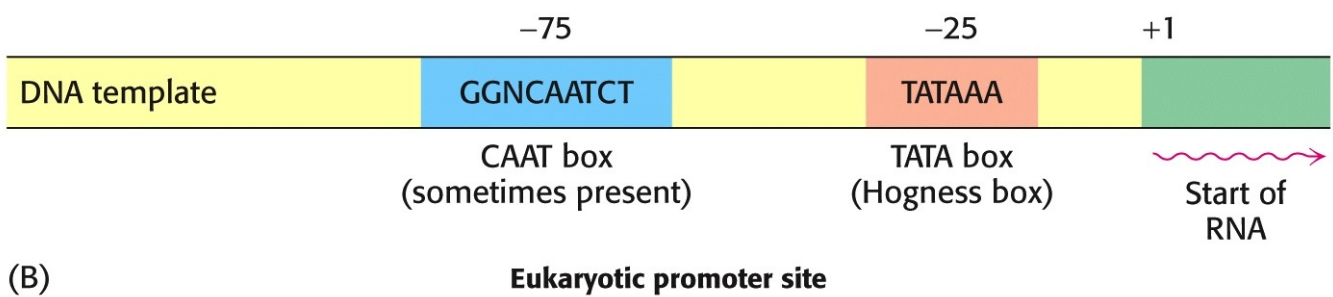 −75 −25 +1
DNA template GGNCAATCT TATAAA
CAAT box TATA box
(sometimes present) (Hogness box) Start of
RNA
(B) Eukaryotic promoter site